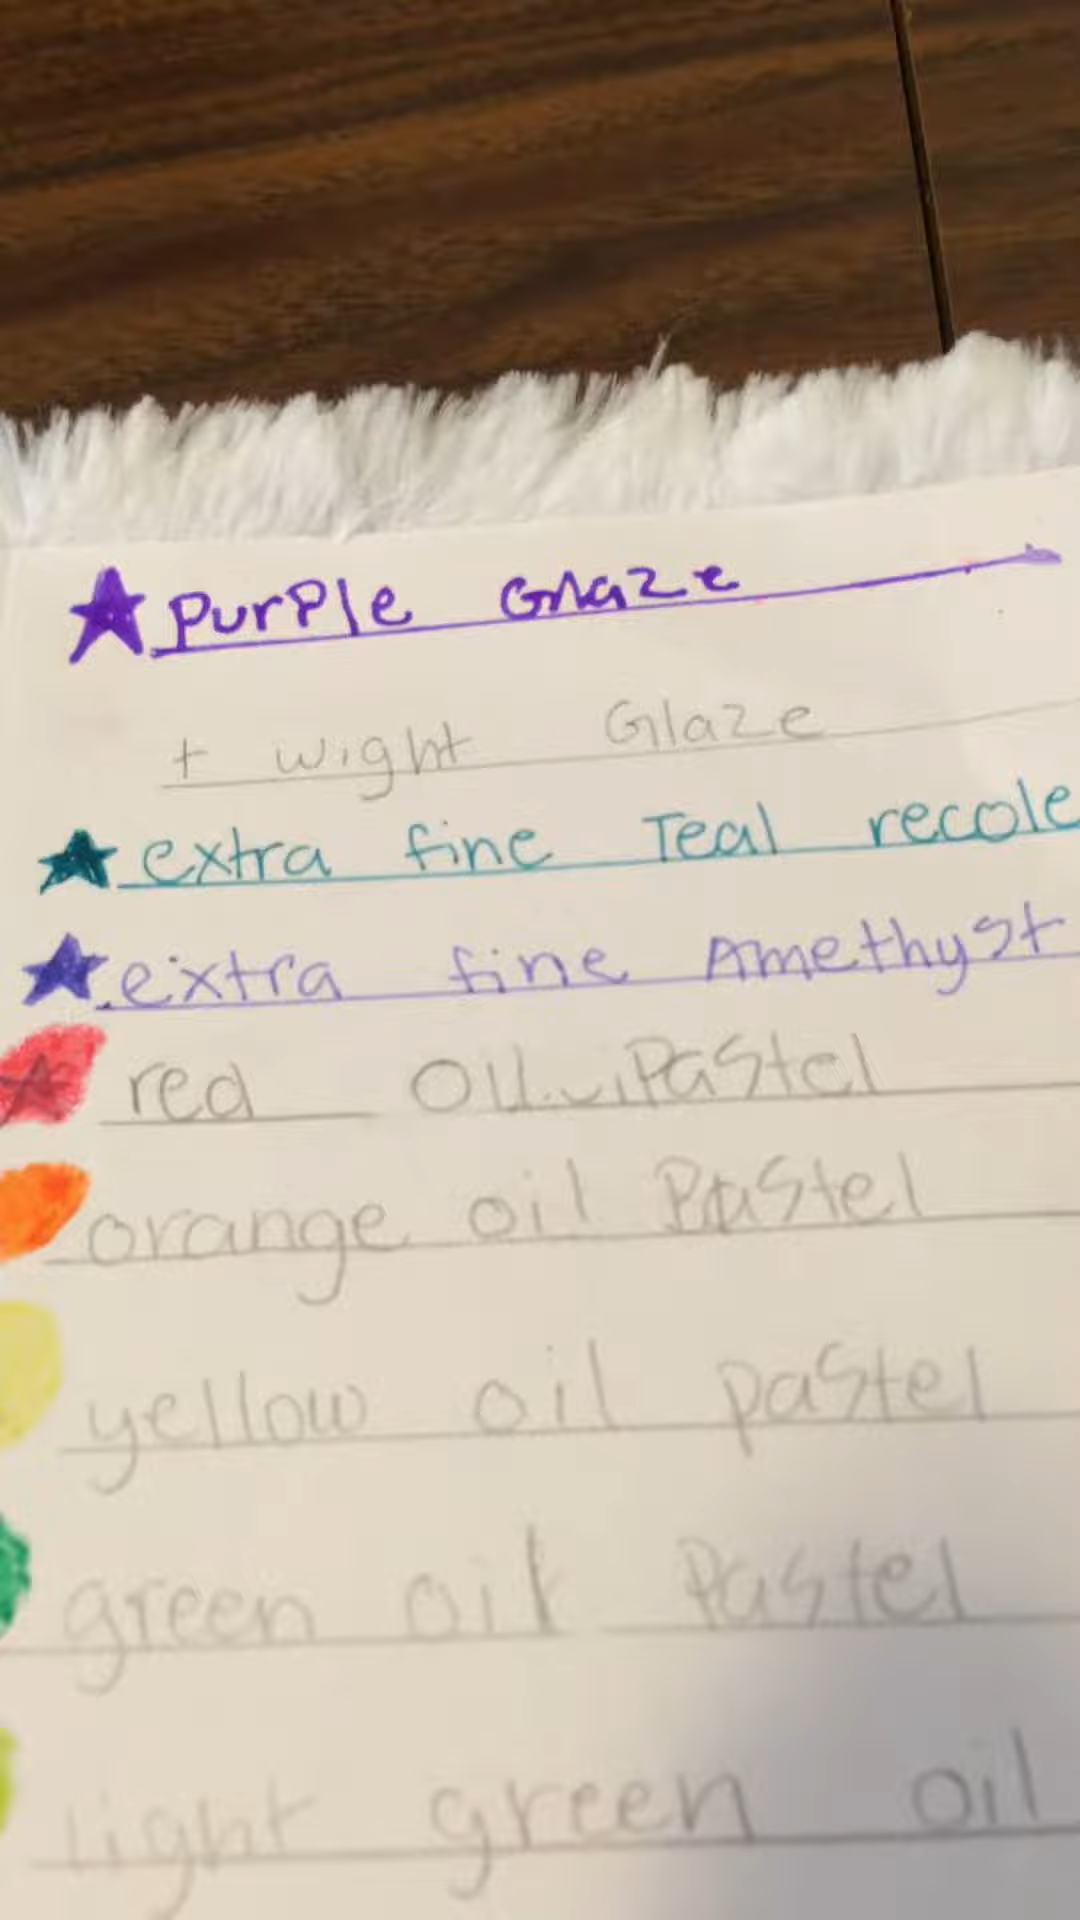 ★ PurPle Glaze
+ wight Glaze
★ extra fine Teal recole
★ extra fine Amethyst
red Oil Pastel
orange oil Pastel
yellow oil pastel
green oil Pastel
light green oil